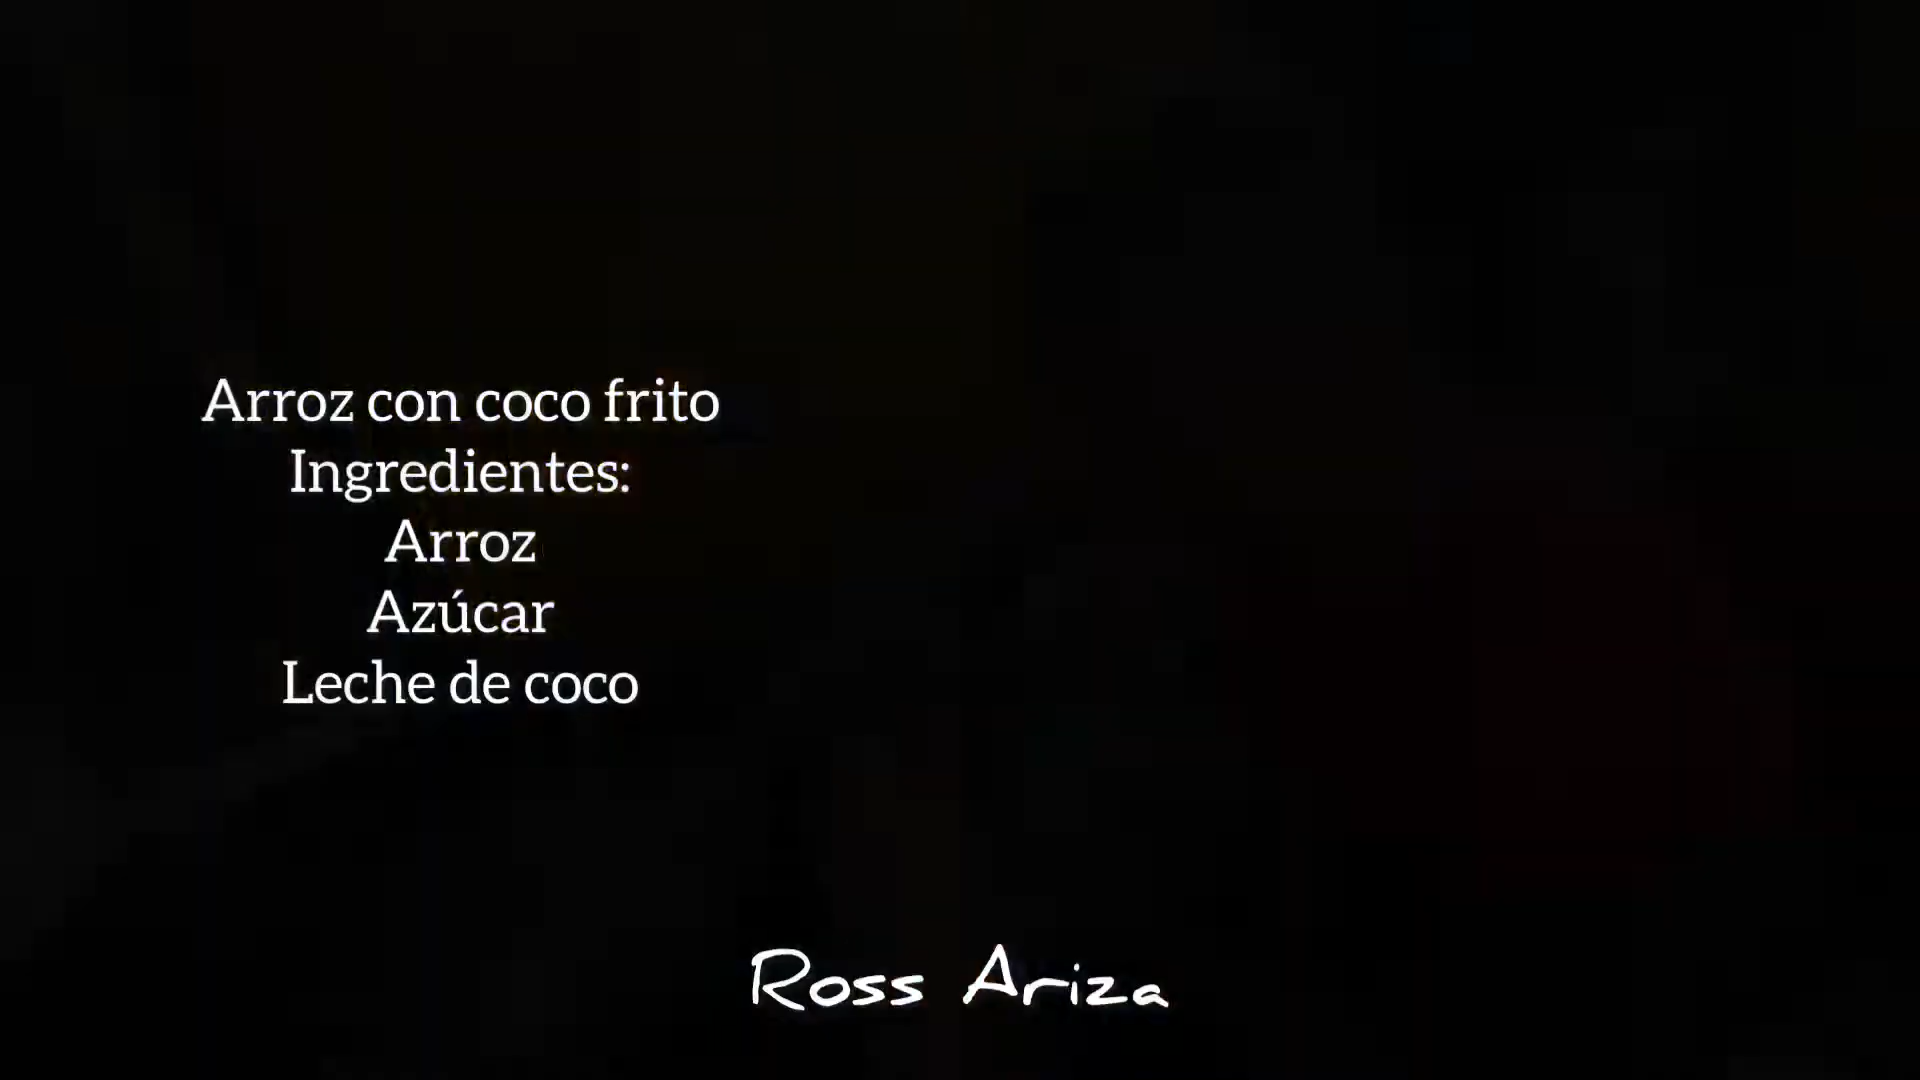 Arroz con coco frito
Ingredientes:
Arroz
Azúcar
Leche de coco
Ross Ariza